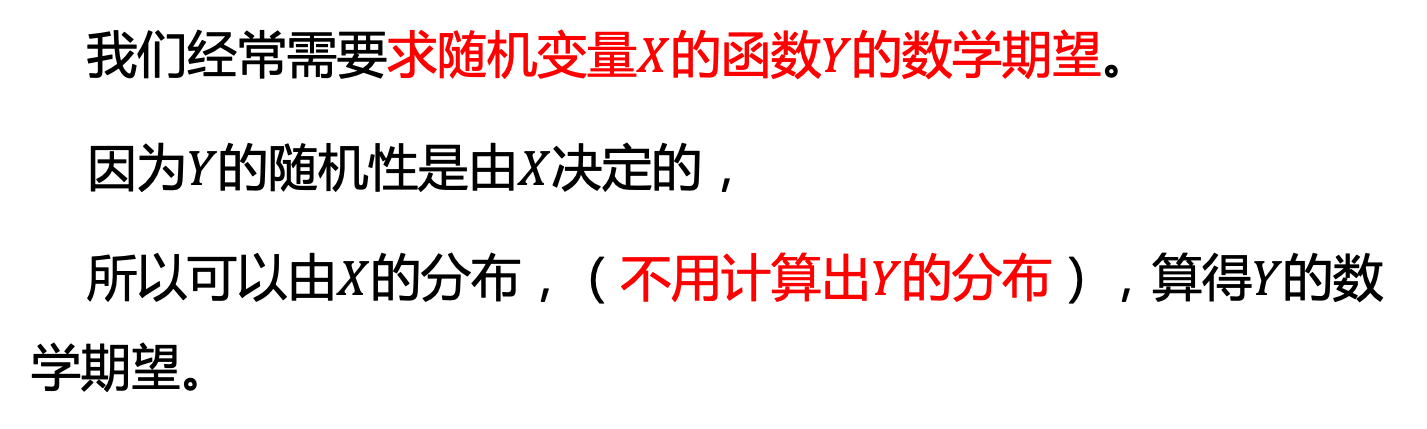 我们经常需要求随机变量X的函数Y的数学期望。
因为Y的随机性是由X决定的，
所以可以由X的分布，（不用计算出Y的分布），算得Y的数
学期望。